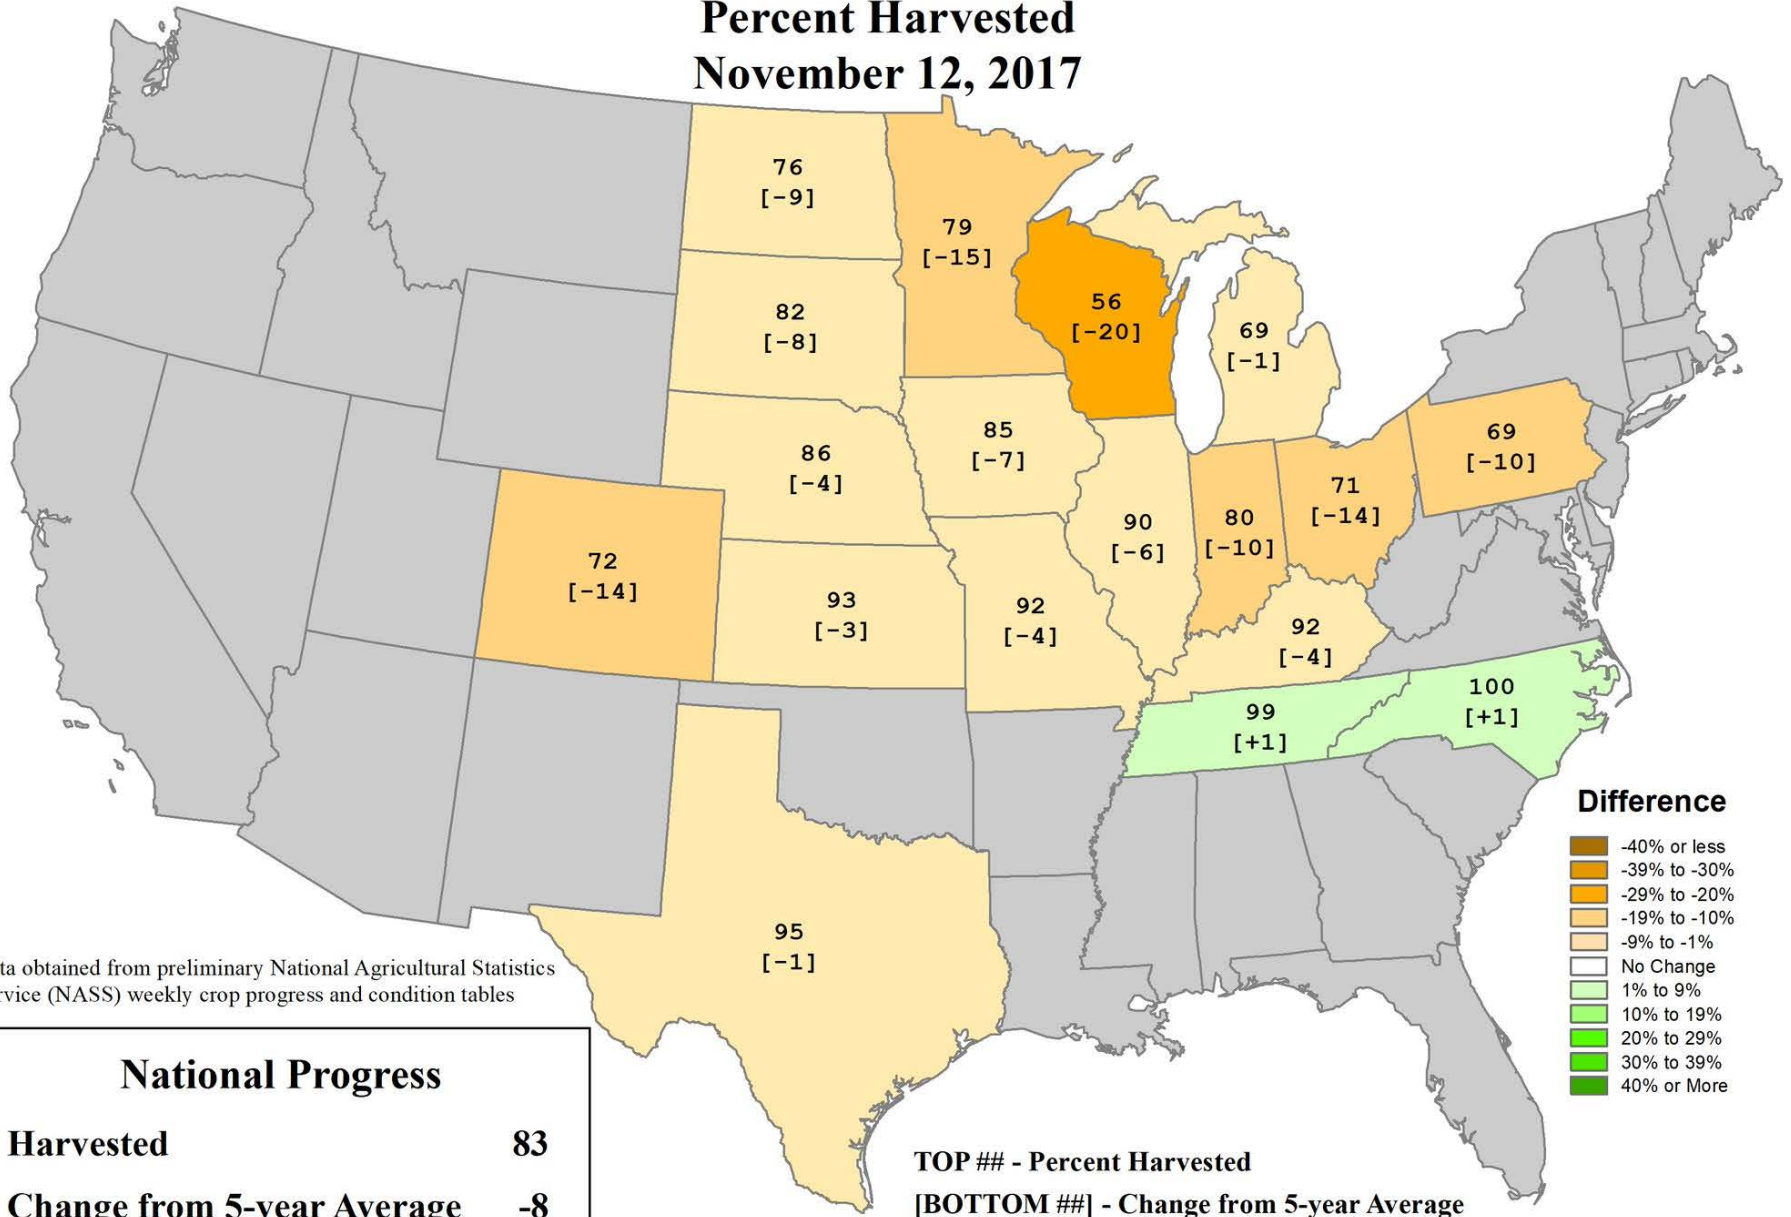 Percent Harvested
November 12, 2017
76
[-9]
79
[-15]
82
[-8]
56
[-20]
69
[-1]
86
[-4]
85
[-7]
69
[-10]
72
[-14]
90
[-6]
80
[-10]
71
[-14]
93
[-3]
92
[-4]
92
[-4]
99
[+1]
100
[+1]
95
[-1]
Difference
-40% or less
-39% to -30%
-29% to -20%
-19% to -10%
-9% to -1%
No Change
1% to 9%
10% to 19%
20% to 29%
30% to 39%
40% or More
ta obtained from preliminary National Agricultural Statistics
rvice (NASS) weekly crop progress and condition tables
National Progress
Harvested 83
Change from 5-year Average -8
TOP ## - Percent Harvested
[BOTTOM ##] - Change from 5-year Average